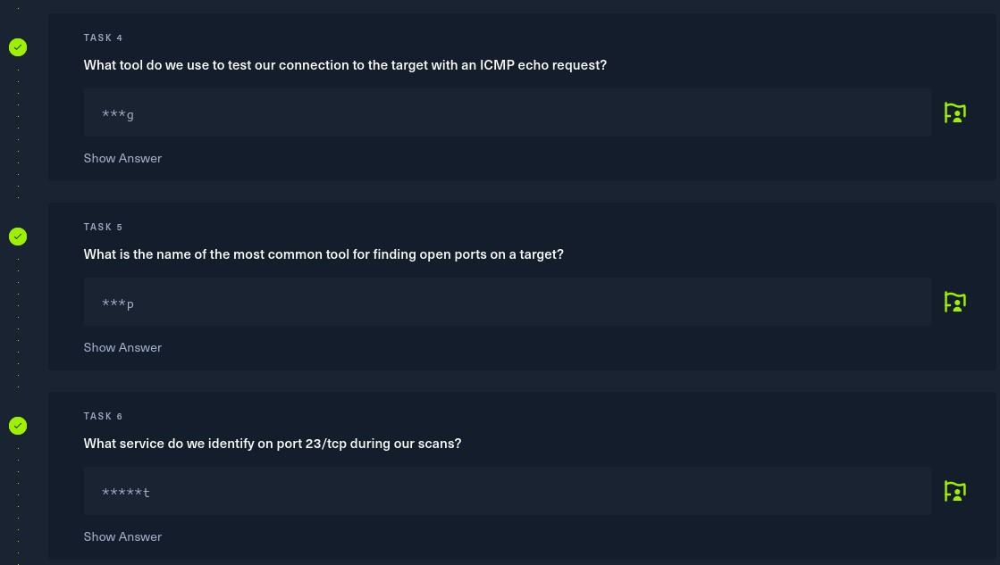 TASK 4
What tool do we use to test our connection to the target with an ICMP echo request?
***g
Show Answer
TASK 5
What is the name of the most common tool for finding open ports on a target?
***p
Show Answer
TASK 6
What service do we identify on port 23/tcp during our scans?
*****t
Show Answer